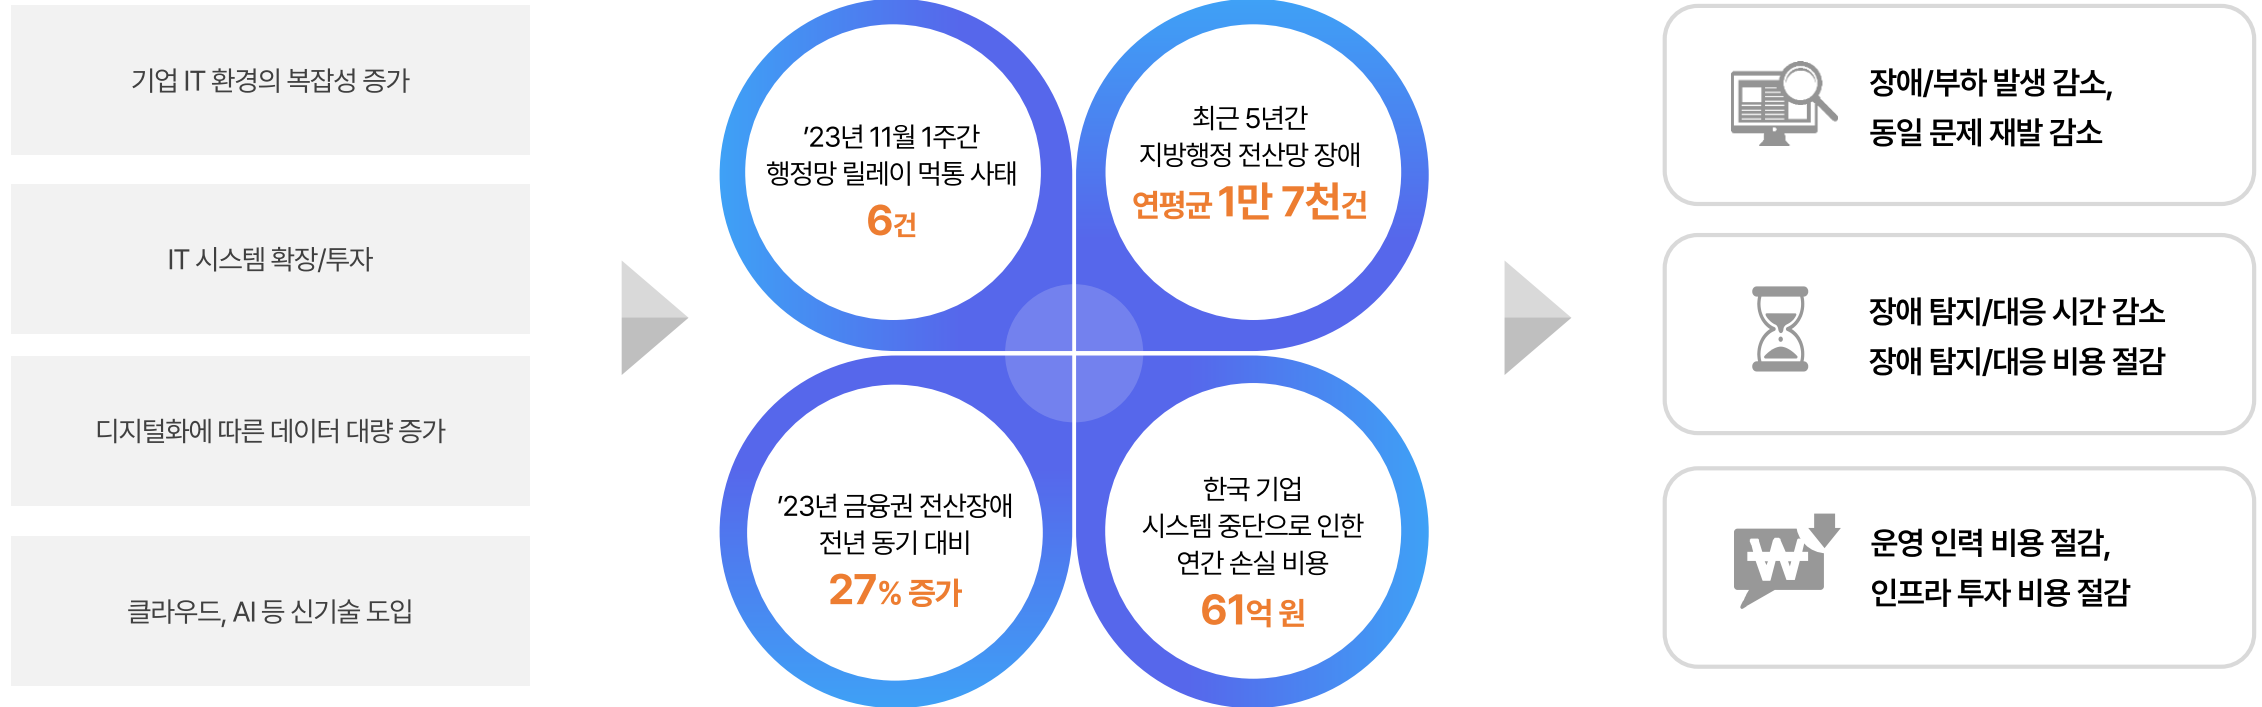 기업 IT 환경의 복잡성 증가
IT 시스템 확장/투자
디지털화에 따른 데이터 대량 증가
클라우드, AI 등 신기술 도입
’23년 11월 1주간
행정망 릴레이 먹통 사태
6건
최근 5년간
지방행정 전산망 장애
연평균 1만 7천건
’23년 금융권 전산장애
전년 동기 대비
27% 증가
한국 기업
시스템 중단으로 인한
연간 손실 비용
61억 원
장애/부하 발생 감소,
동일 문제 재발 감소
장애 탐지/대응 시간 감소
장애 탐지/대응 비용 절감
운영 인력 비용 절감,
인프라 투자 비용 절감